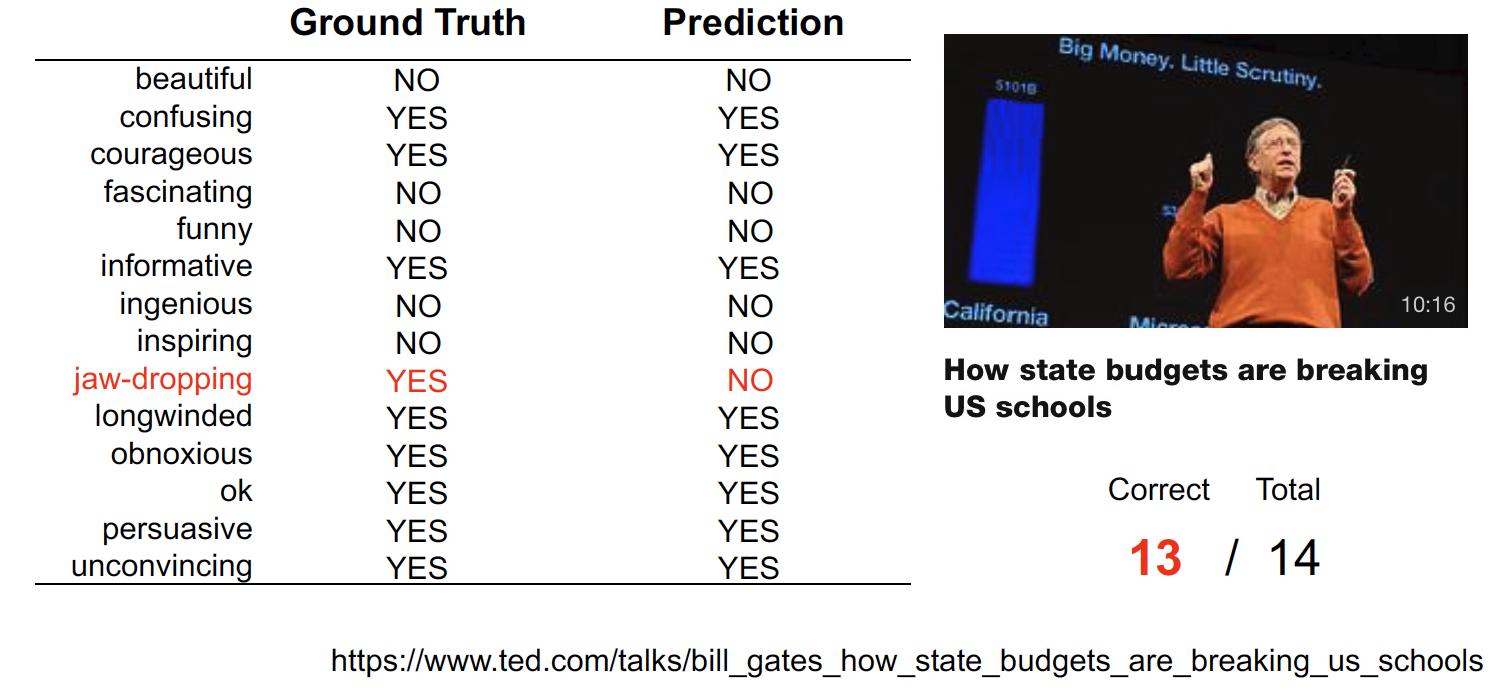 Ground Truth Prediction
beautiful NO NO
confusing YES YES
courageous YES YES
fascinating NO NO
funny NO NO
informative YES YES
ingenious NO NO
inspiring NO NO
jaw-dropping YES NO
longwinded YES YES
obnoxious YES YES
ok YES YES
persuasive YES YES
unconvincing YES YES
Big Money. Little Scrutiny.
$101B
California
10:16
How state budgets are breaking
US schools
Correct Total
13 / 14
https://www.ted.com/talks/bill_gates_how_state_budgets_are_breaking_us_schools